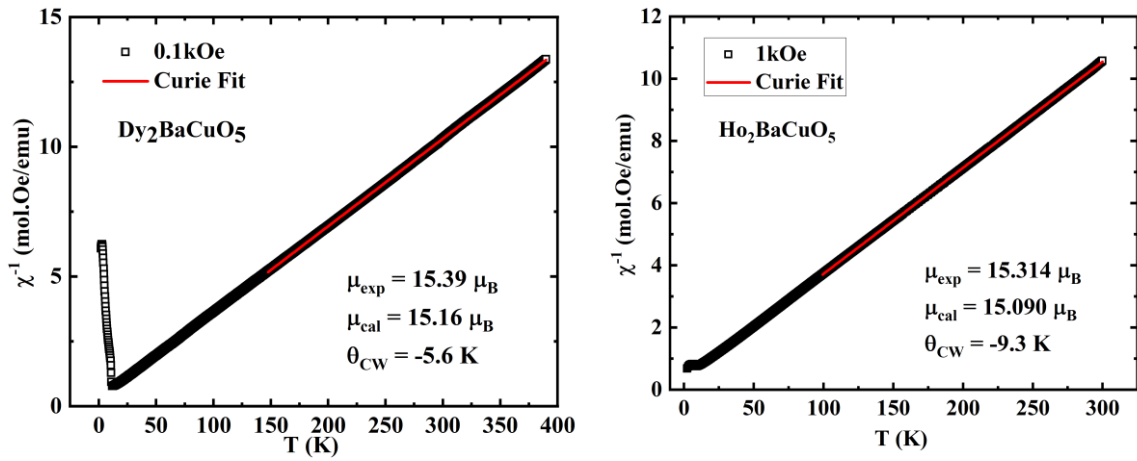 15
10
5
0
χ⁻¹ (mol.Oe/emu)
0.1kOe
Curie Fit
Dy₂BaCuO₅
μexp = 15.39 μB
μcal = 15.16 μB
θCW = -5.6 K
0 50 100 150 200 250 300 350 400
T (K)
12
10
8
6
4
2
0
χ⁻¹ (mol.Oe/emu)
1kOe
Curie Fit
Ho₂BaCuO₅
μexp = 15.314 μB
μcal = 15.090 μB
θCW = -9.3 K
0 50 100 150 200 250 300
T (K)